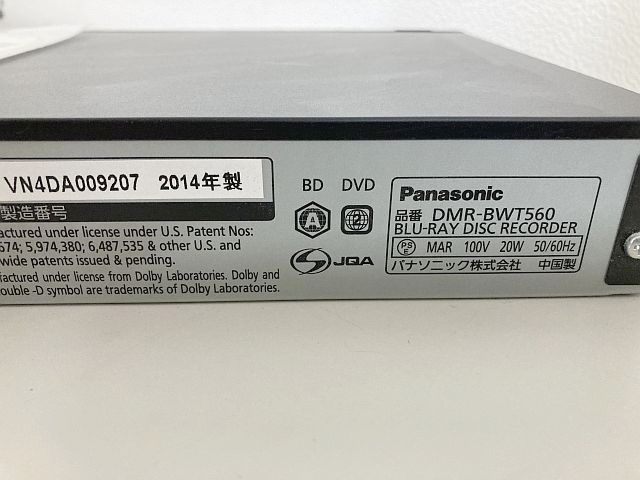 VN4DA009207 2014年製
製造番号
actured under license under U.S. Patent Nos:
674; 5,974,380; 6,487,535 & other U.S. and
wide patents issued & pending.
factured under license from Dolby Laboratories. Dolby and
ouble -D symbol are trademarks of Dolby Laboratories.
BD DVD
A 2
JQA
Panasonic
品番 DMR-BWT560
BLU-RAY DISC RECORDER
PS E MAR 100V 20W 50/60Hz
パナソニック株式会社 中国製